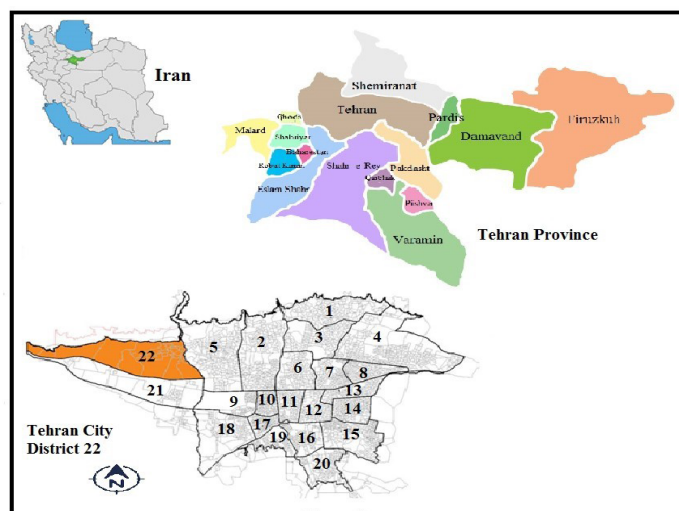 Iran
Shemiranat
Tehran
Pardis
Damavand
Firuzkuh
Malard
Qhods
Shahriyar
Baharestan
Robat Karim
Eslam Shahr
Shahr e Rey
Pakdasht
Qarchak
Pishva
Varamin
Tehran Province
1
2
3
4
5
6
7
8
22
21
9
10
11
12
13
14
18
17
19
16
15
20
Tehran City
District 22
N